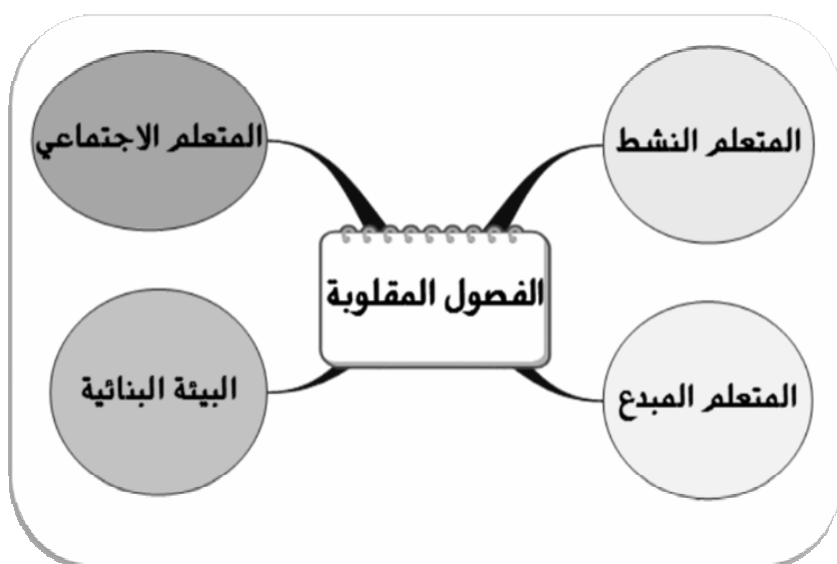 المتعلم النشط
المتعلم الاجتماعي
الفصول المقلوبة
المتعلم المبدع
البيئة البنائية